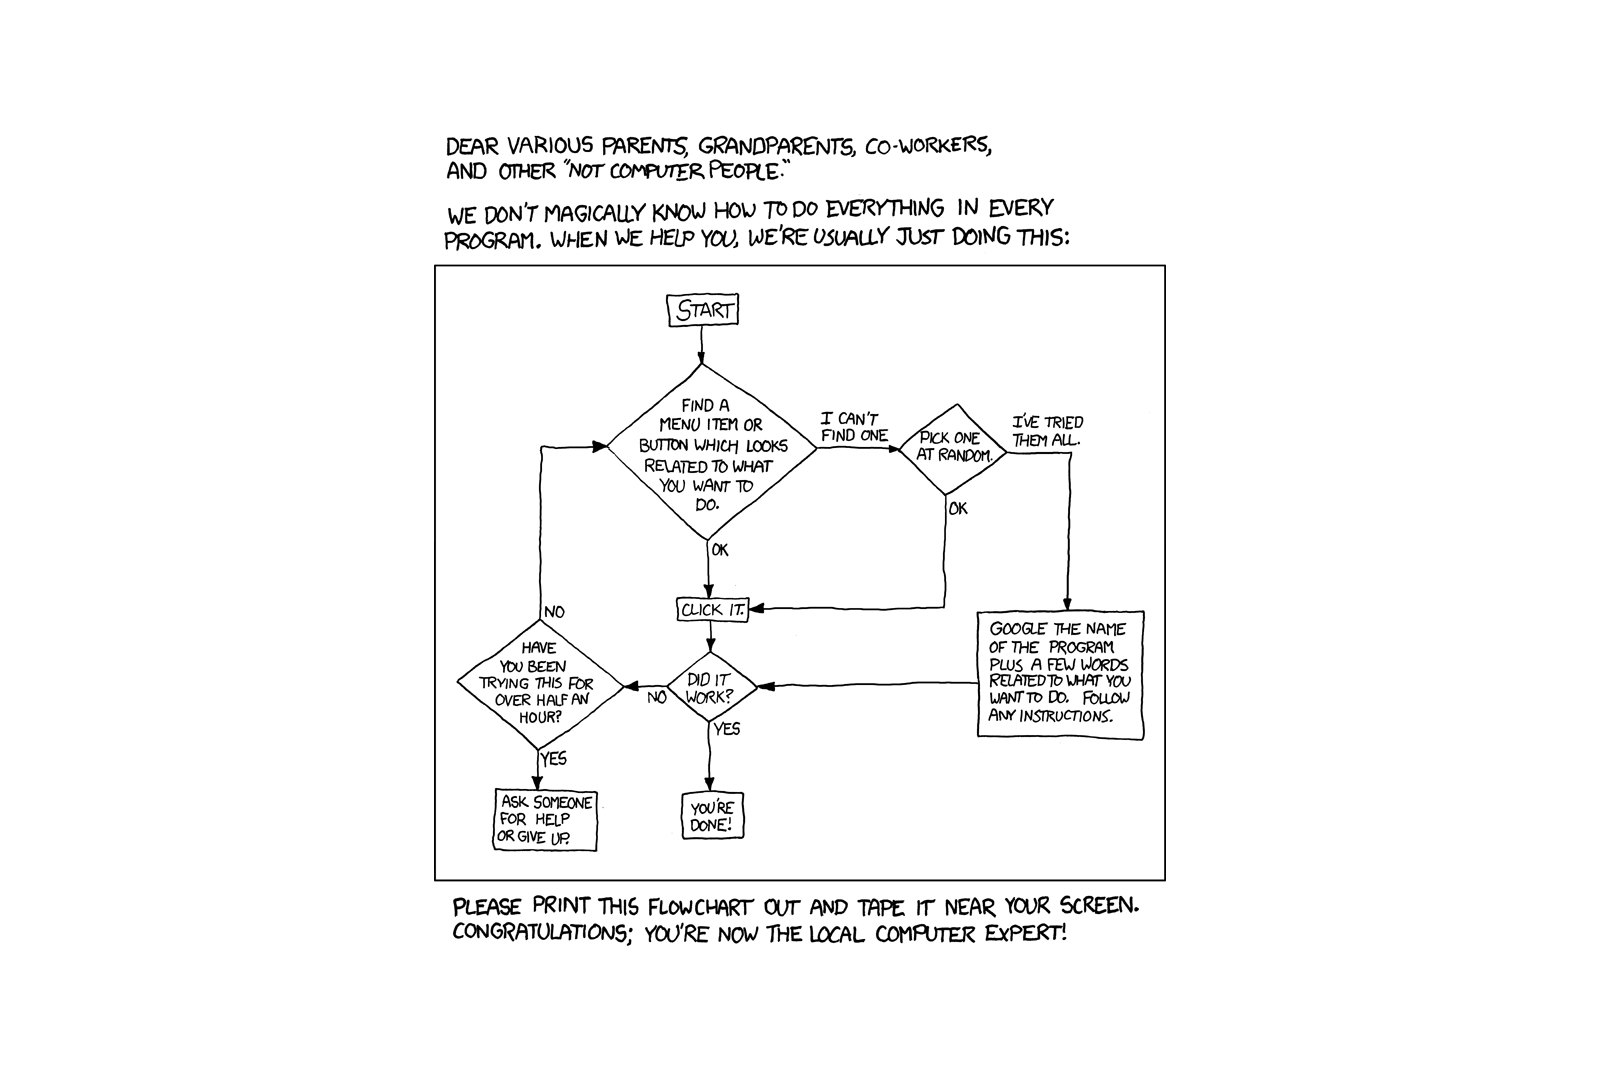 DEAR VARIOUS PARENTS, GRANDPARENTS, CO-WORKERS,
AND OTHER "NOT COMPUTER PEOPLE."
WE DON'T MAGICALLY KNOW HOW TO DO EVERYTHING IN EVERY
PROGRAM. WHEN WE HELP YOU, WE'RE USUALLY JUST DOING THIS:
START
FIND A
MENU ITEM OR
BUTTON WHICH LOOKS
RELATED TO WHAT
YOU WANT TO
DO.
I CAN'T
FIND ONE
PICK ONE
AT RANDOM.
I'VE TRIED
THEM ALL.
OK
OK
CLICK IT.
NO
HAVE
YOU BEEN
TRYING THIS FOR
OVER HALF AN
HOUR?
NO
DID IT
WORK?
GOOGLE THE NAME
OF THE PROGRAM
PLUS A FEW WORDS
RELATED TO WHAT YOU
WANT TO DO. FOLLOW
ANY INSTRUCTIONS.
YES
YES
ASK SOMEONE
FOR HELP
OR GIVE UP.
YOU'RE
DONE!
PLEASE PRINT THIS FLOWCHART OUT AND TAPE IT NEAR YOUR SCREEN.
CONGRATULATIONS; YOU'RE NOW THE LOCAL COMPUTER EXPERT!